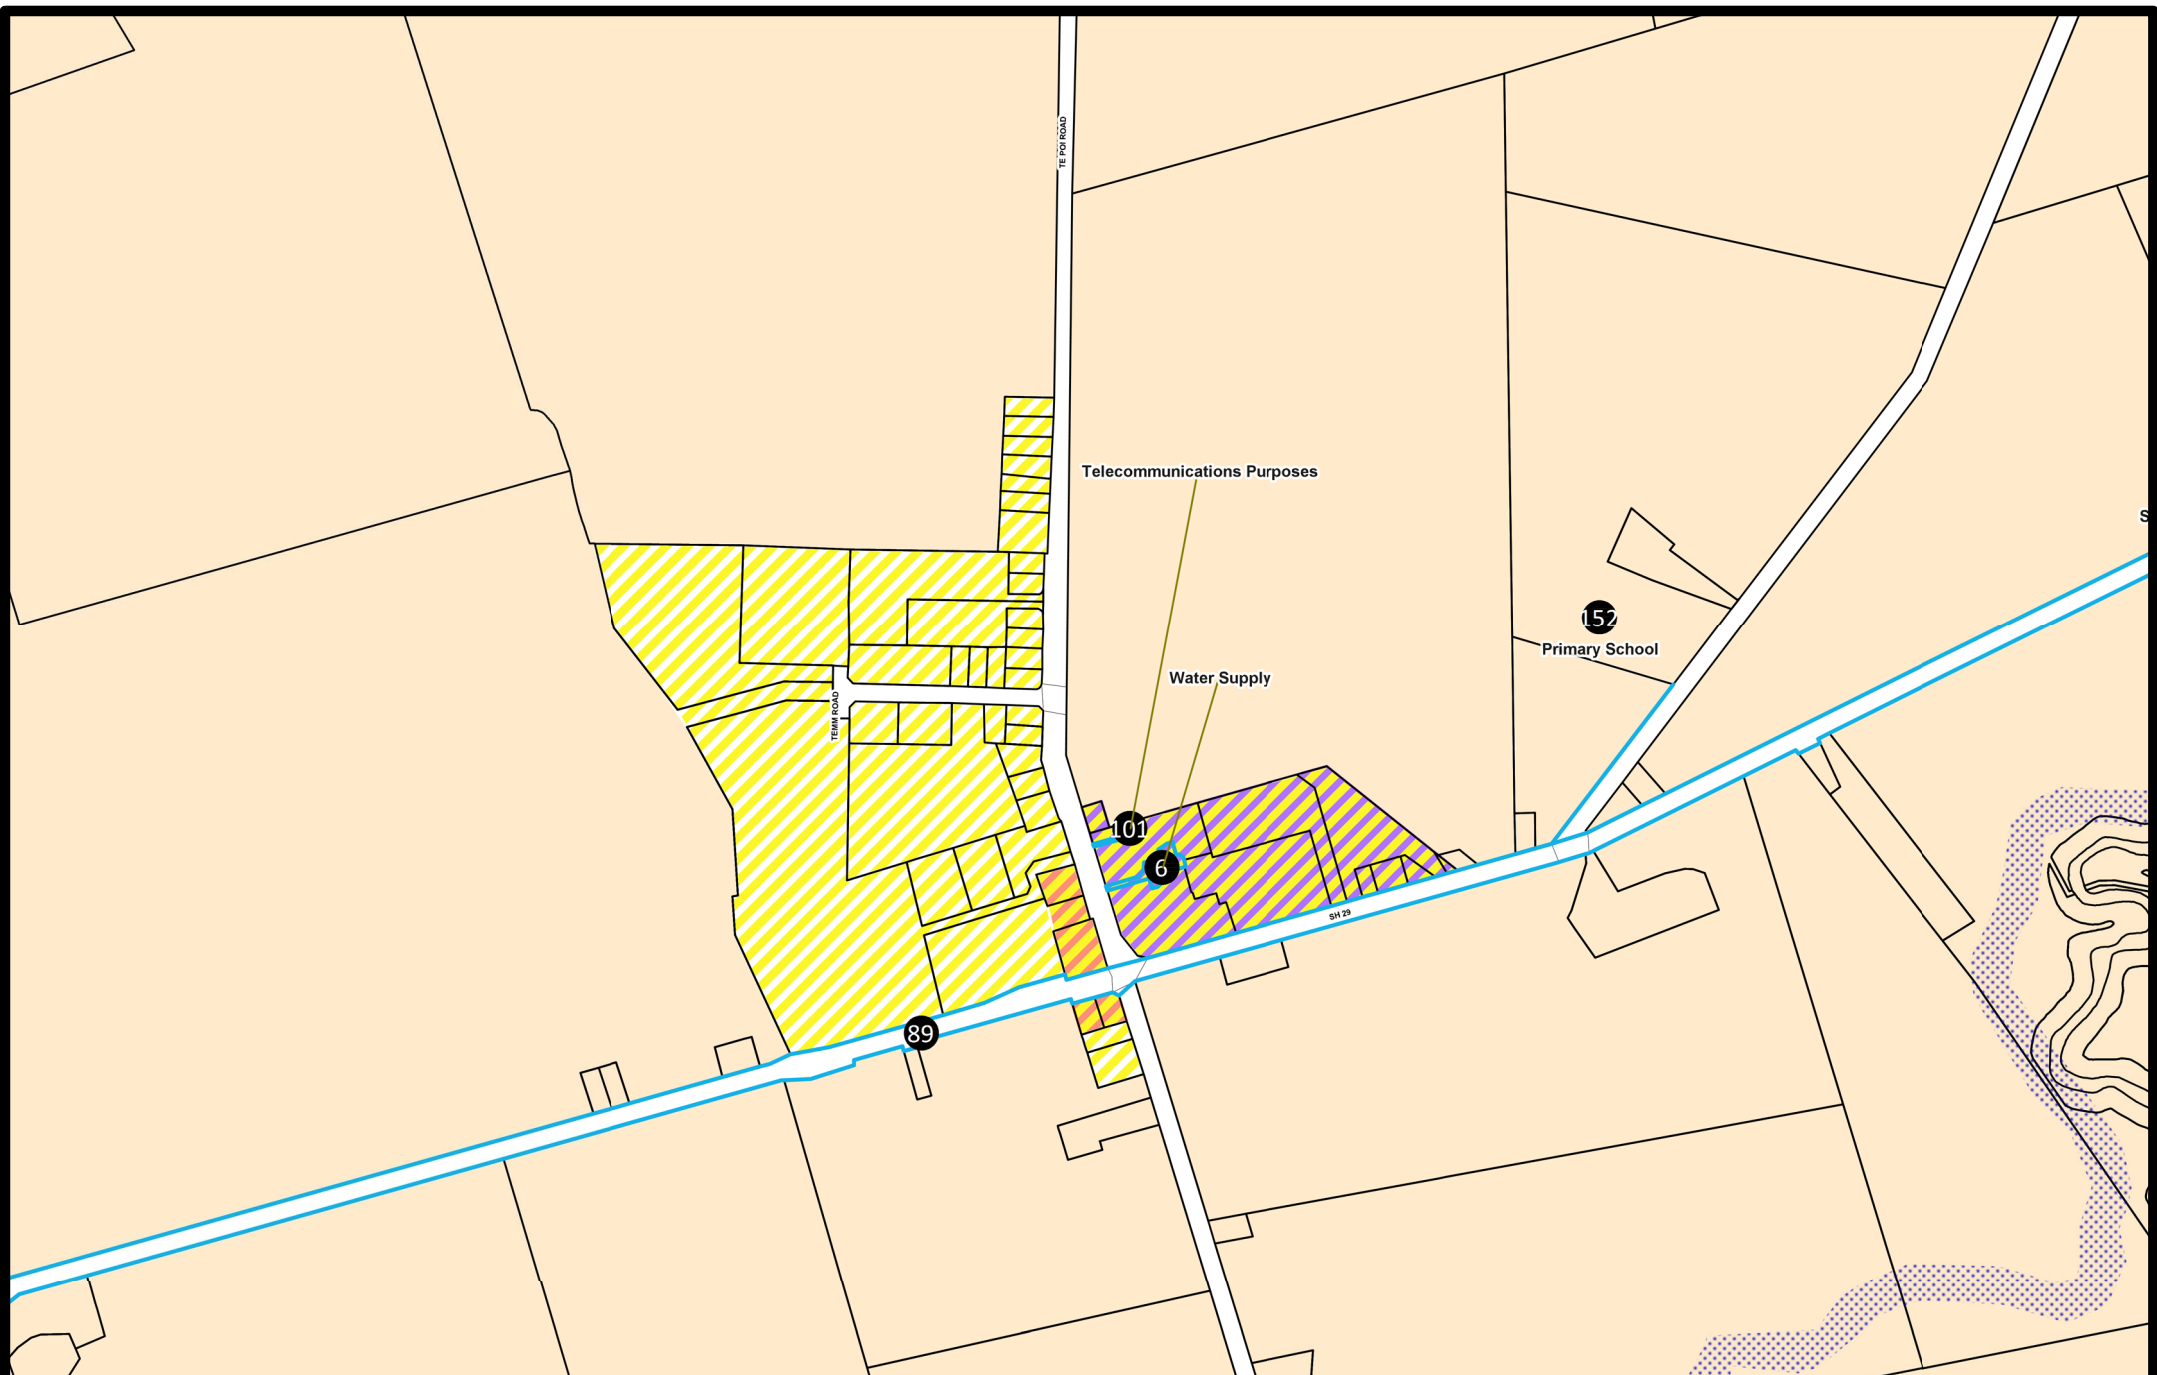 TE POI ROAD
Telecommunications Purposes
S
152
Primary School
Water Supply
TEMM ROAD
101
6
SH 29
89